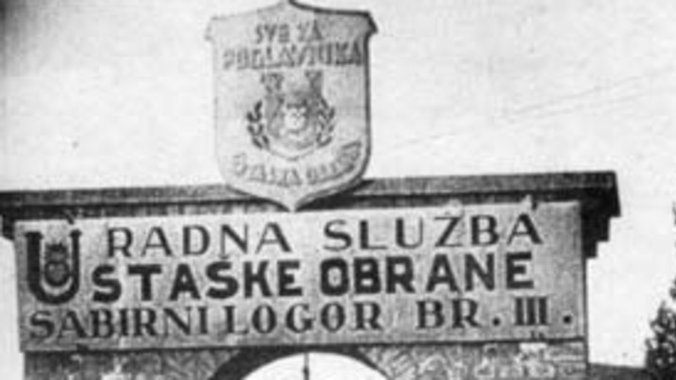 SVE ZA
POGLAVNIKA
RADNA SLUŽBA
USTAŠKE OBRANE
SABIRNI LOGOR BR. III.